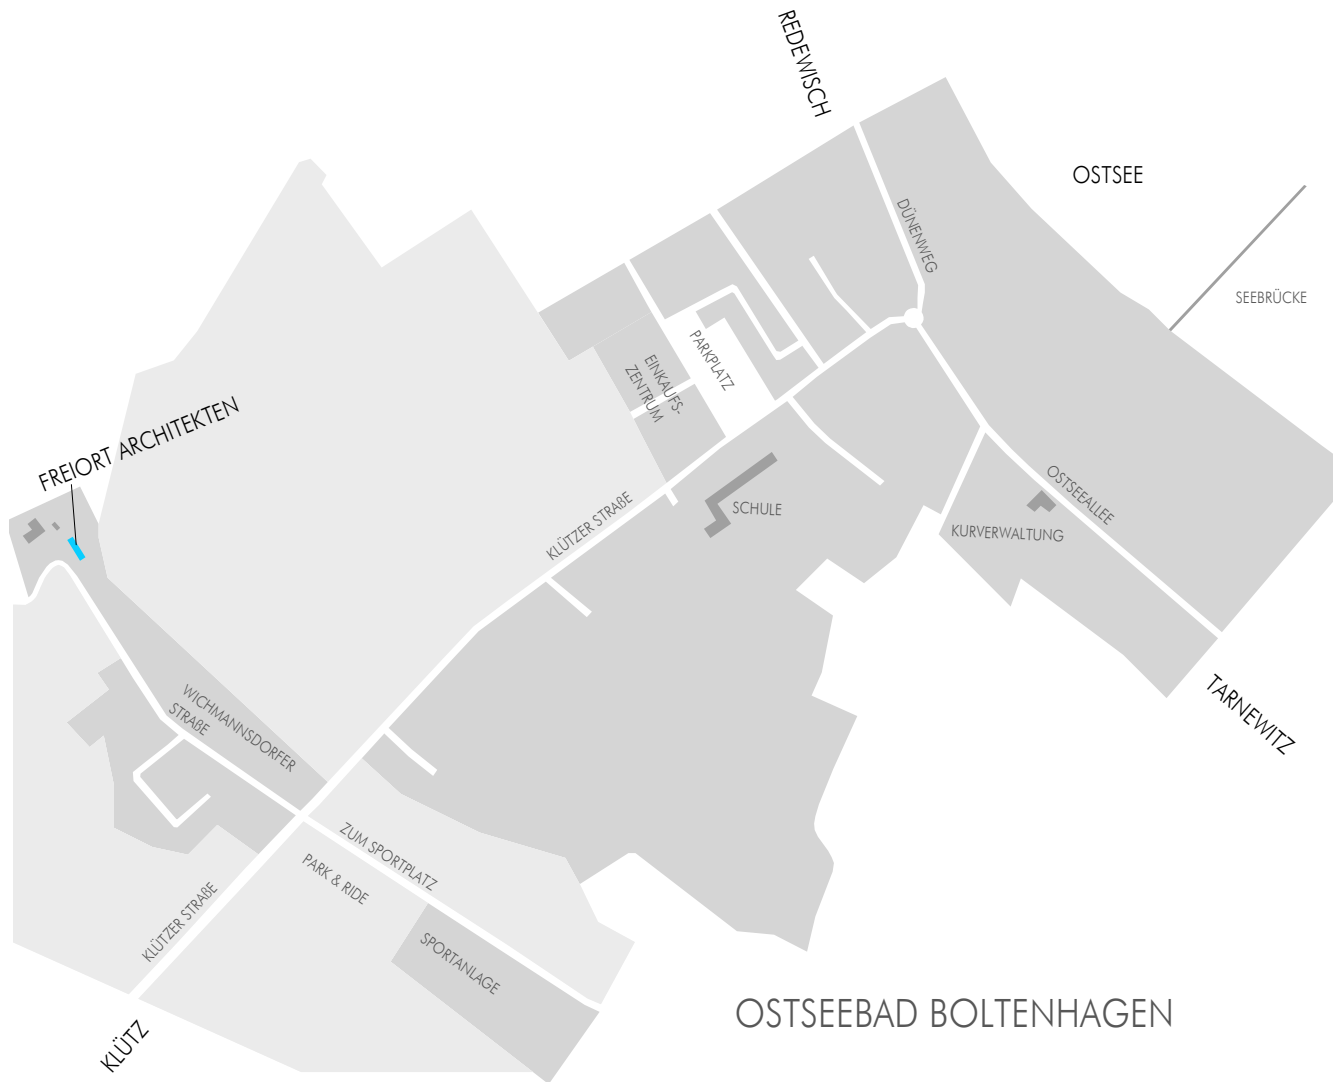 REDEWISCH
OSTSEE
DÜNENWEG
SEEBRÜCKE
PARKPLATZ
EINKAUFS-
ZENTRUM
FREIORT ARCHITEKTEN
OSTSEEALLEE
KLÜTZER STRAßE
SCHULE
KURVERWALTUNG
WICHMANNSDORFER
STRAßE
TARNEWITZ
ZUM SPORTPLATZ
PARK & RIDE
KLÜTZER STRAßE
SPORTANLAGE
OSTSEEBAD BOLTENHAGEN
KLÜTZ